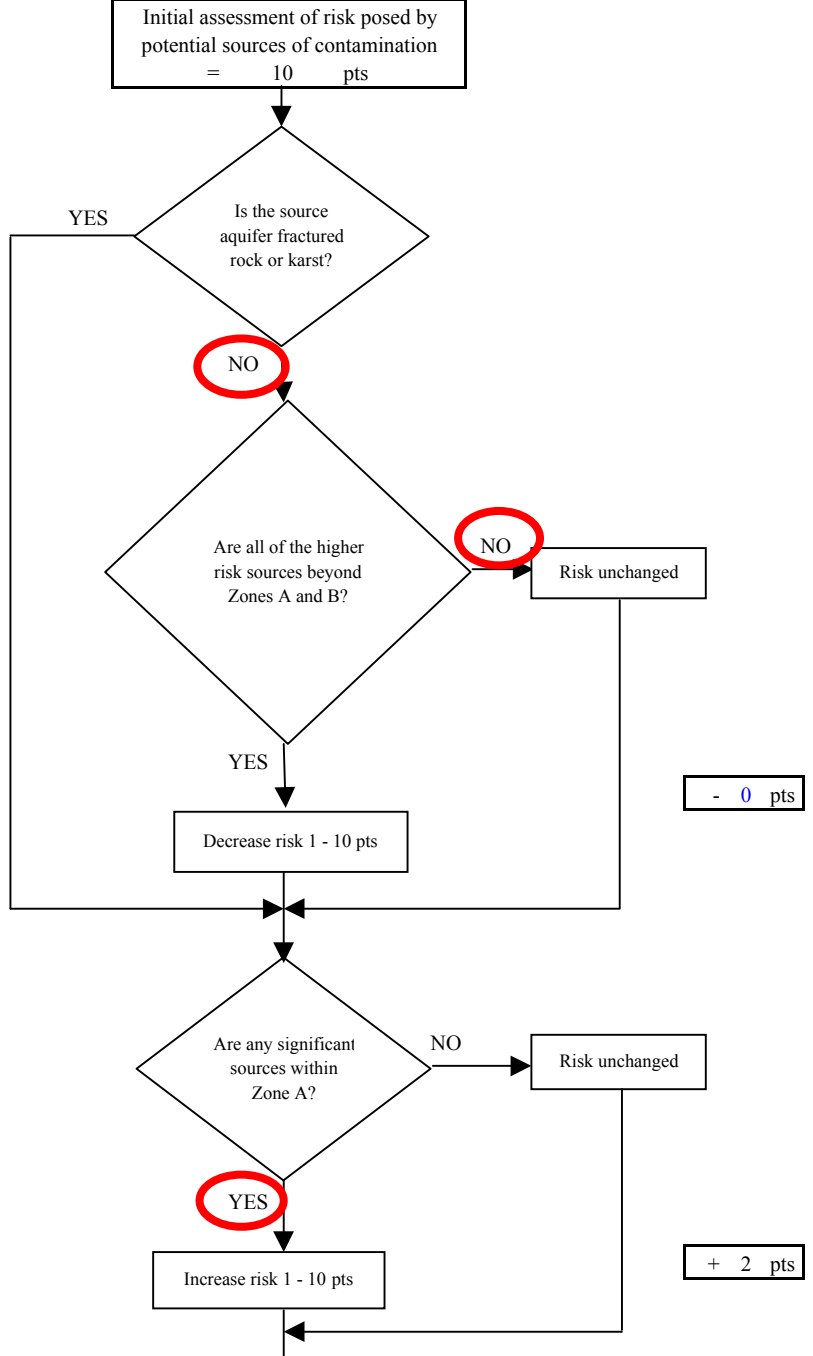 Initial assessment of risk posed by
potential sources of contamination
= 10 pts
YES
Is the source
aquifer fractured
rock or karst?
NO
Are all of the higher
risk sources beyond
Zones A and B?
NO
Risk unchanged
YES
- 0 pts
Decrease risk 1 - 10 pts
Are any significant
sources within
Zone A?
NO
Risk unchanged
YES
+ 2 pts
Increase risk 1 - 10 pts